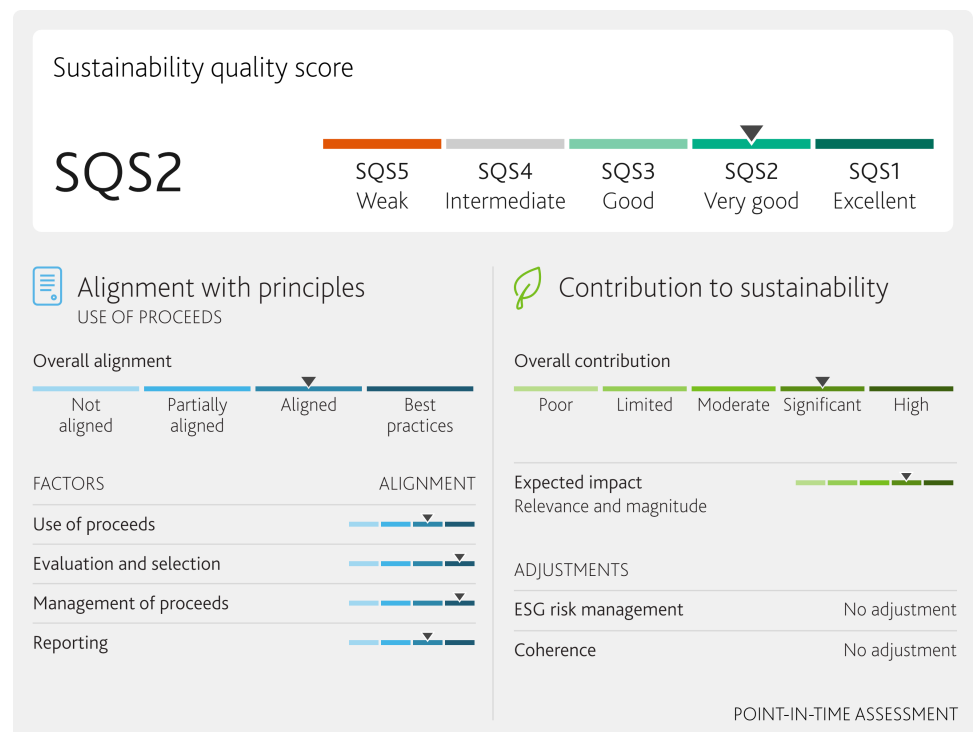 Sustainability quality score
SQS2
SQS5
Weak
SQS4
Intermediate
SQS3
Good
SQS2
Very good
SQS1
Excellent
Alignment with principles
USE OF PROCEEDS
Overall alignment
Not
aligned
Partially
aligned
Aligned
Best
practices
FACTORS ALIGNMENT
Use of proceeds
Evaluation and selection
Management of proceeds
Reporting
Contribution to sustainability
Overall contribution
Poor Limited Moderate Significant High
Expected impact
Relevance and magnitude
ADJUSTMENTS
ESG risk management No adjustment
Coherence No adjustment
POINT-IN-TIME ASSESSMENT